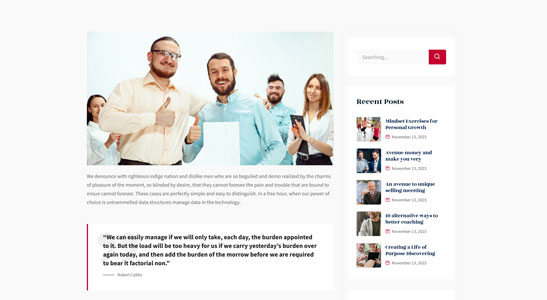 Searching...
We denounce with righteous indigy nation and dislike men who are so beguiled and demo realized by the charms
of pleasure of the moment, so blinded by desire, that they cannot foresee the pain and trouble that are bound to
ensue cannot foresee. These cases are perfectly simple and easy to distinguish. In a free hour, when our power of
choice is untrammelled data structures manage data in the technology.
“We can easily manage if we will only take, each day, the burden appointed
to it. But the load will be too heavy for us if we carry yesterday’s burden over
again today, and then add the burden of the morrow before we are required
to bear it factorial non.”
Robert Calibo
Recent Posts
Mindset Exercises for
Personal Growth
November 13, 2023
Avenue money and
make you very
November 13, 2023
An avenue to unique
selling meeting
November 13, 2023
10 alternative ways to
better coaching
November 13, 2023
Creating a Life of
Purpose Discovering
November 13, 2023